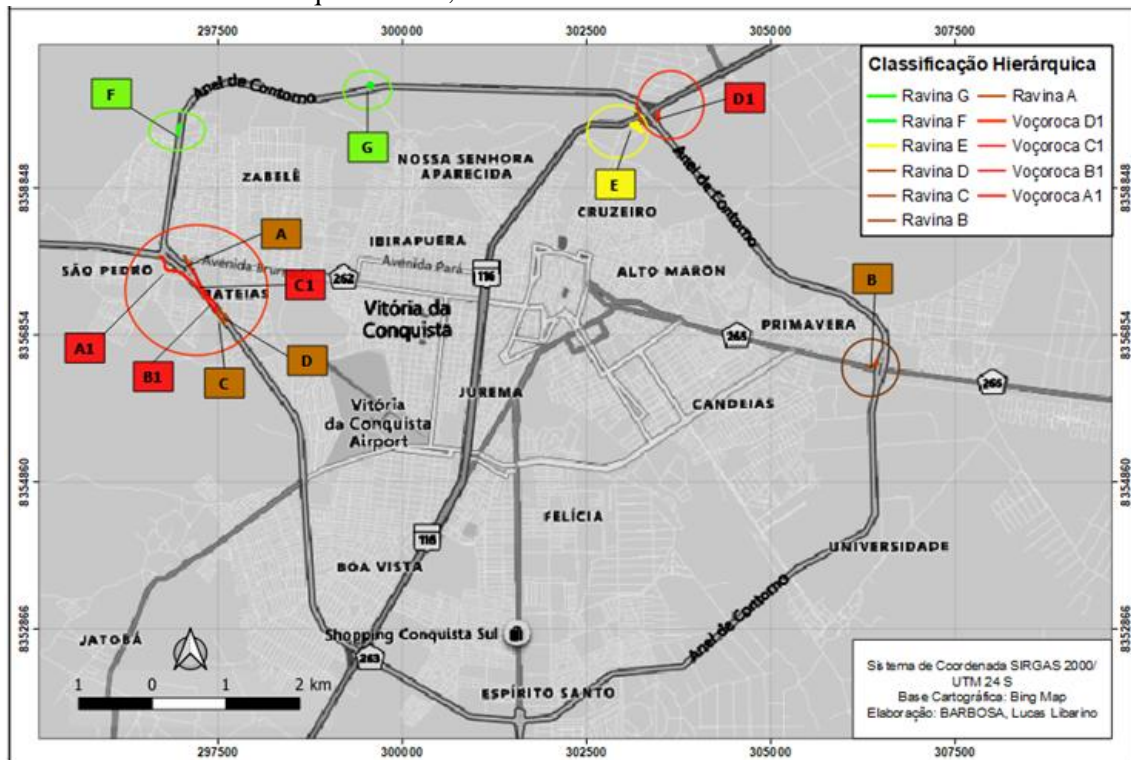 297500 300000 302500 305000 307500
Classificação Hierárquica
Ravina G
Ravina F
Ravina E
Ravina D
Ravina C
Ravina B
Ravina A
Voçoroca D1
Voçoroca C1
Voçoroca B1
Voçoroca A1
Anel de Contorno
F
G
D1
E
NOSSA SENHORA
APARECIDA
ZABELÊ
CRUZEIRO
Anel de Contorno
8358848
8358848
A
IBIRAPUERA
SÃO PEDRO
Avenida
Avenida Pará
262
116
ALTO MARON
B
C1
ATEIAS
Vitória da
Conquista
PRIMAVERA
265
8356854
8356854
A1
B1
C
D
265
JUREMA
CANDEIAS
Vitória
da Conquista
Airport
8354860
8354860
FELÍCIA
116
UNIVERSIDADE
BOA VISTA
Anel de Contorno
8352866
8352866
JATOBÁ
Shopping Conquista Sul
263
ESPÍRITO SANTO
1 0 1 2 km
Sistema de Coordenada SIRGAS 2000/
UTM 24 S
Base Cartográfica: Bing Map
Elaboração: BARBOSA, Lucas Libarino
297500 300000 302500 305000 307500